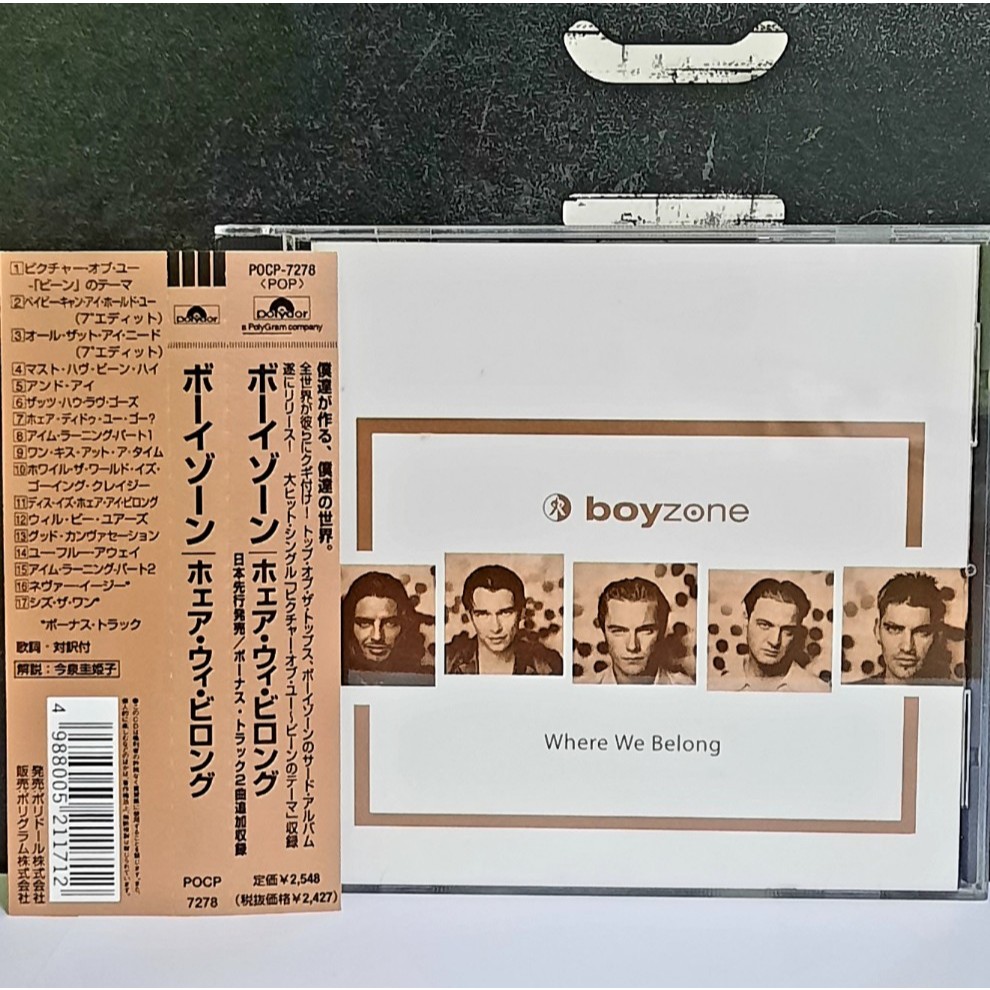 1 ピクチャー・オブ・ユー
-「ビーン」のテーマ
2 ベイビー・キャン・アイ・ホールド・ユー
(7"エディット)
3 オール・ザット・アイ・ニード
(7"エディット)
4 マスト・ハヴ・ビーン・ハイ
5 アンド・アイ
6 ザッツ・ハウ・ラヴ・ゴーズ
7 ホェア・ディドゥ・ユー・ゴー?
8 アイム・ラーニング・パート1
9 ワン・キス・アット・ア・タイム
10 ホワイル・ザ・ワールド・イズ・
ゴーイング・クレイジー
11 ディス・イズ・ホェア・アイ・ビロング
12 ウィル・ビー・ユアーズ
13 グッド・カンヴァセーション
14 ユー・フルー・アウェイ
15 アイム・ラーニング・パート2
16 ネヴァー・イージー*
17 シズ・ザ・ワン*
*ボーナス・トラック
歌詞・対訳付
解説:今泉圭姫子
4 988005 211712
発売:ポリドール株式会社
販売:ポリグラム株式会社
Polydor
ボーイゾーン|ホェア・ウィ・ビロング
POCP
7278
POCP-7278
〈POP〉
Polydor
a PolyGram company
僕達が作る、僕達の世界。
全世界が彼らにクギ付け!トップ・オブ・ザ・トップス、ボーイゾーンのサード・アルバム
遂にリリース! 大ヒット・シングル「ピクチャー・オブ・ユー〜ビーンのテーマ」収録
ボーイゾーン|ホェア・ウィ・ビロング
日本先行発売/ボーナス・トラック2曲追加収録
定価¥2,548
(税抜価格¥2,427)
boyzone
Where We Belong